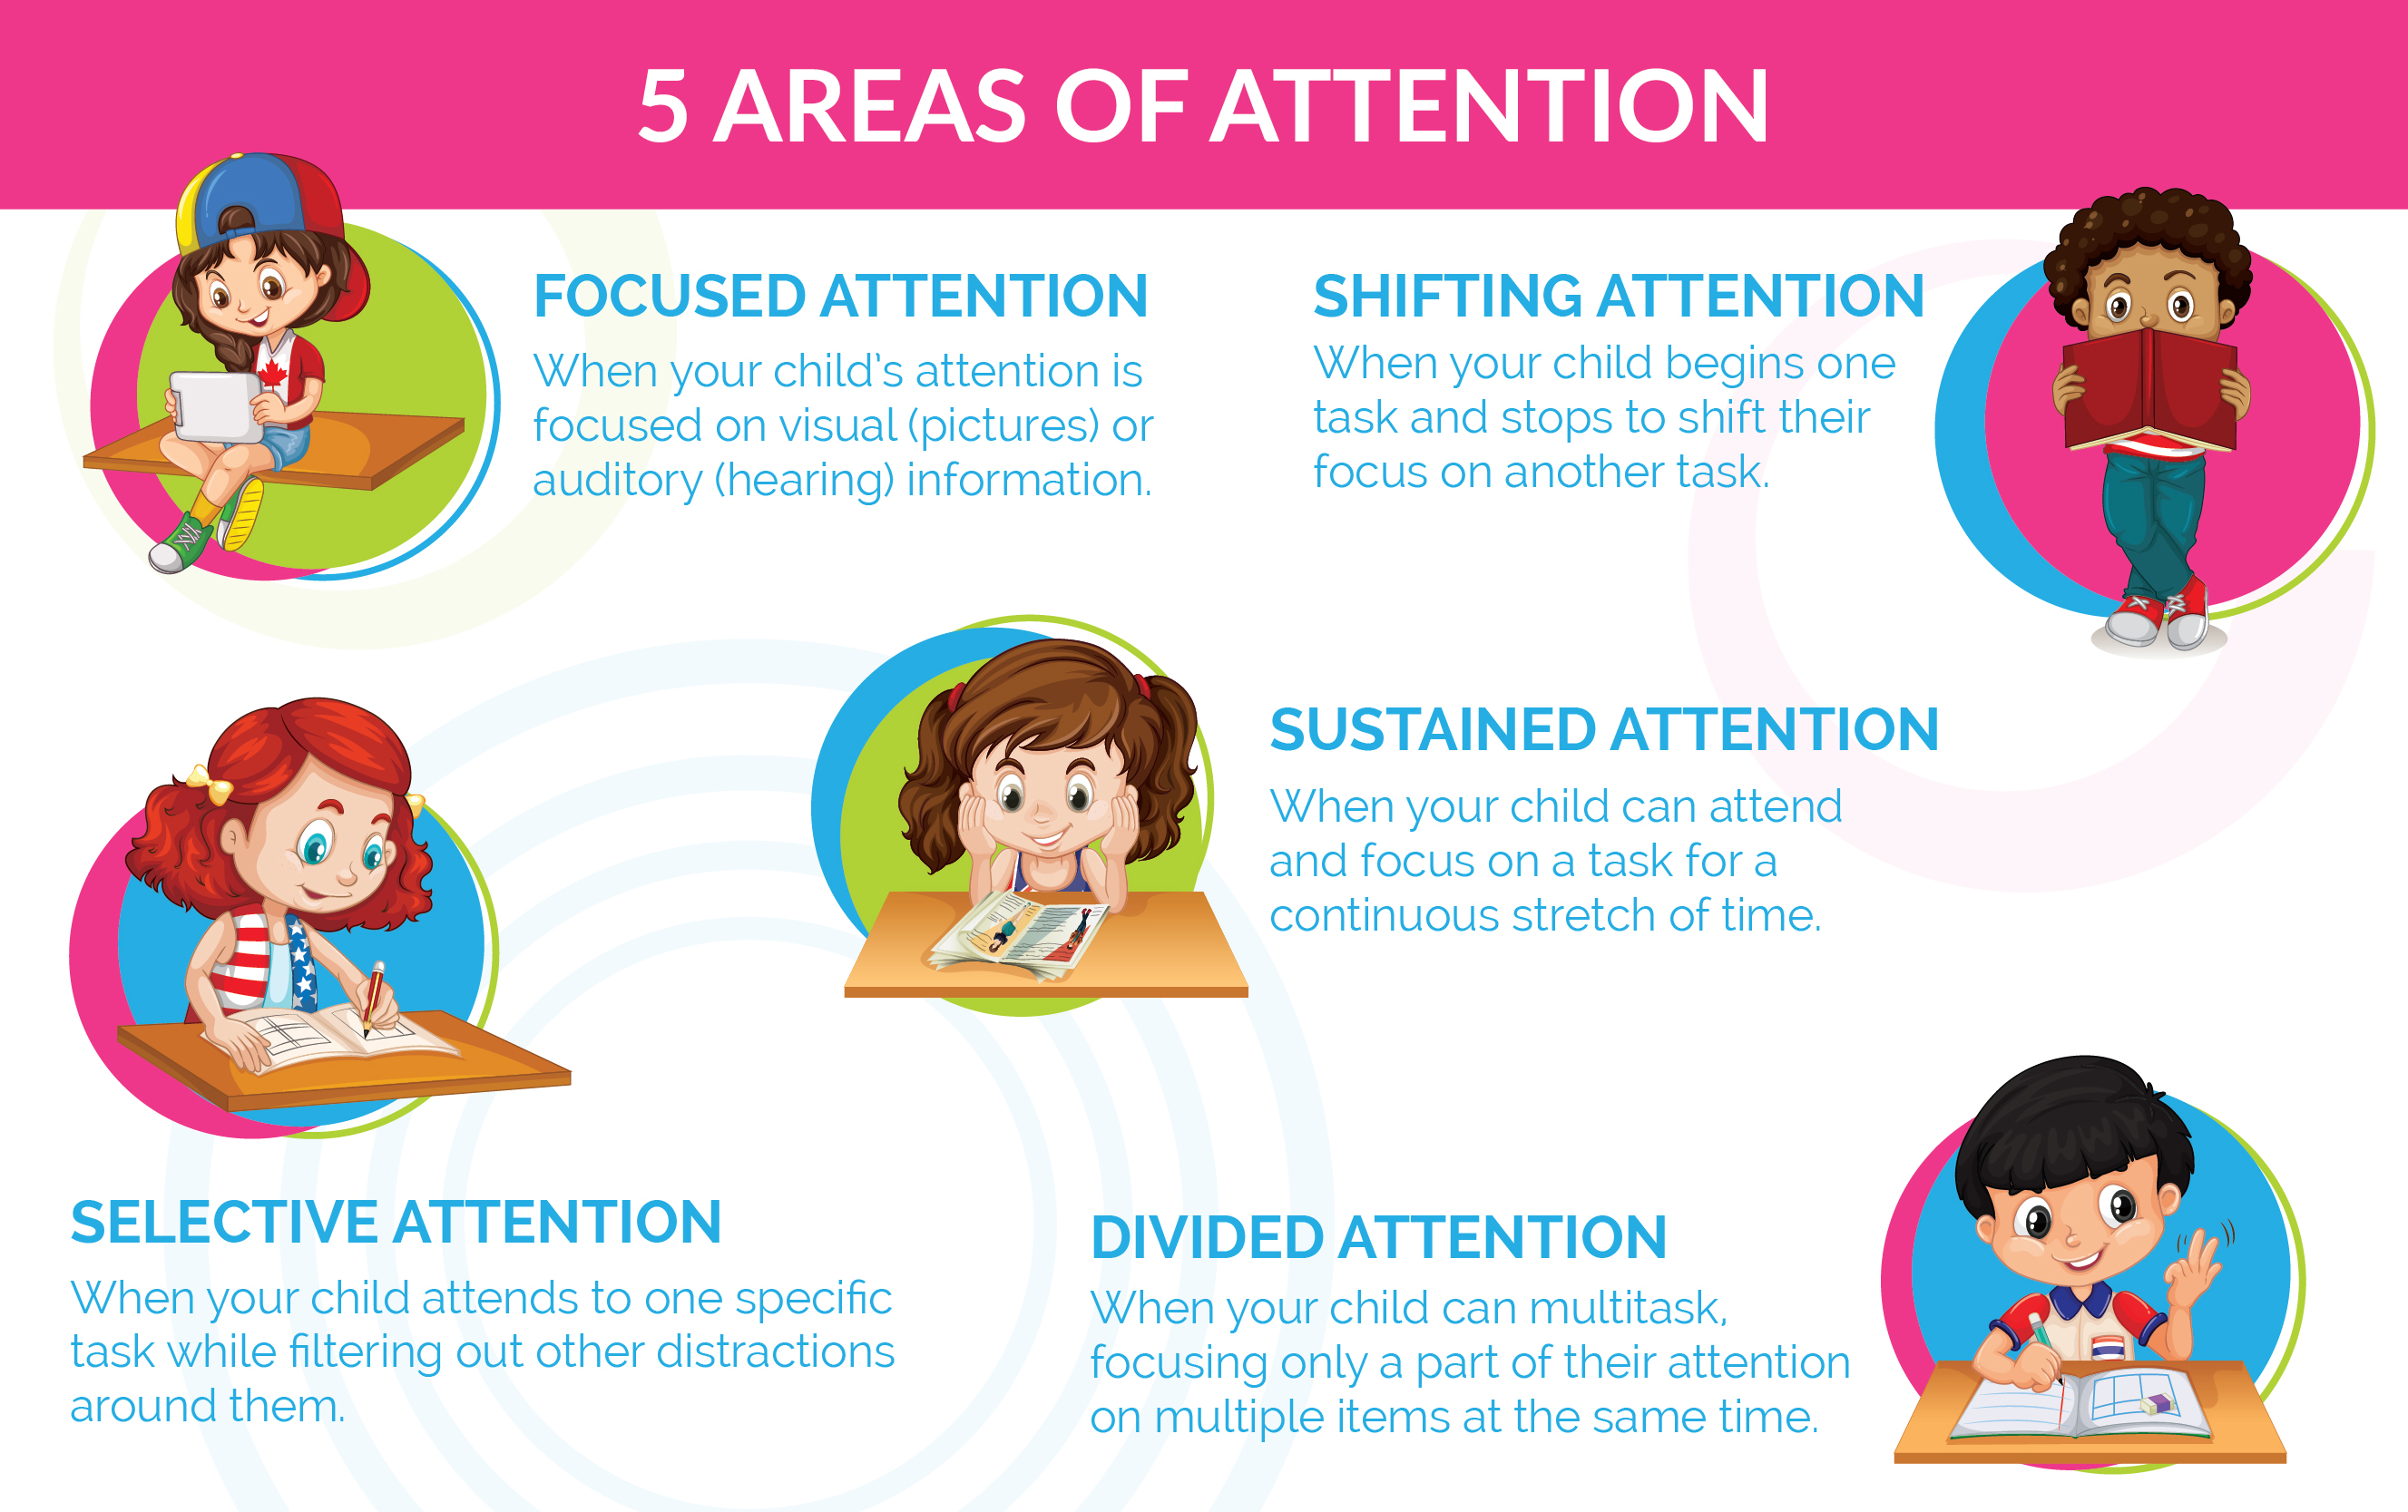 5 AREAS OF ATTENTION
FOCUSED ATTENTION
When your child's attention is
focused on visual (pictures) or
auditory (hearing) information.
SHIFTING ATTENTION
When your child begins one
task and stops to shift their
focus on another task.
SUSTAINED ATTENTION
When your child can attend
and focus on a task for a
continuous stretch of time.
SELECTIVE ATTENTION
When your child attends to one specific
task while filtering out other distractions
around them.
DIVIDED ATTENTION
When your child can multitask,
focusing only a part of their attention
on multiple items at the same time.